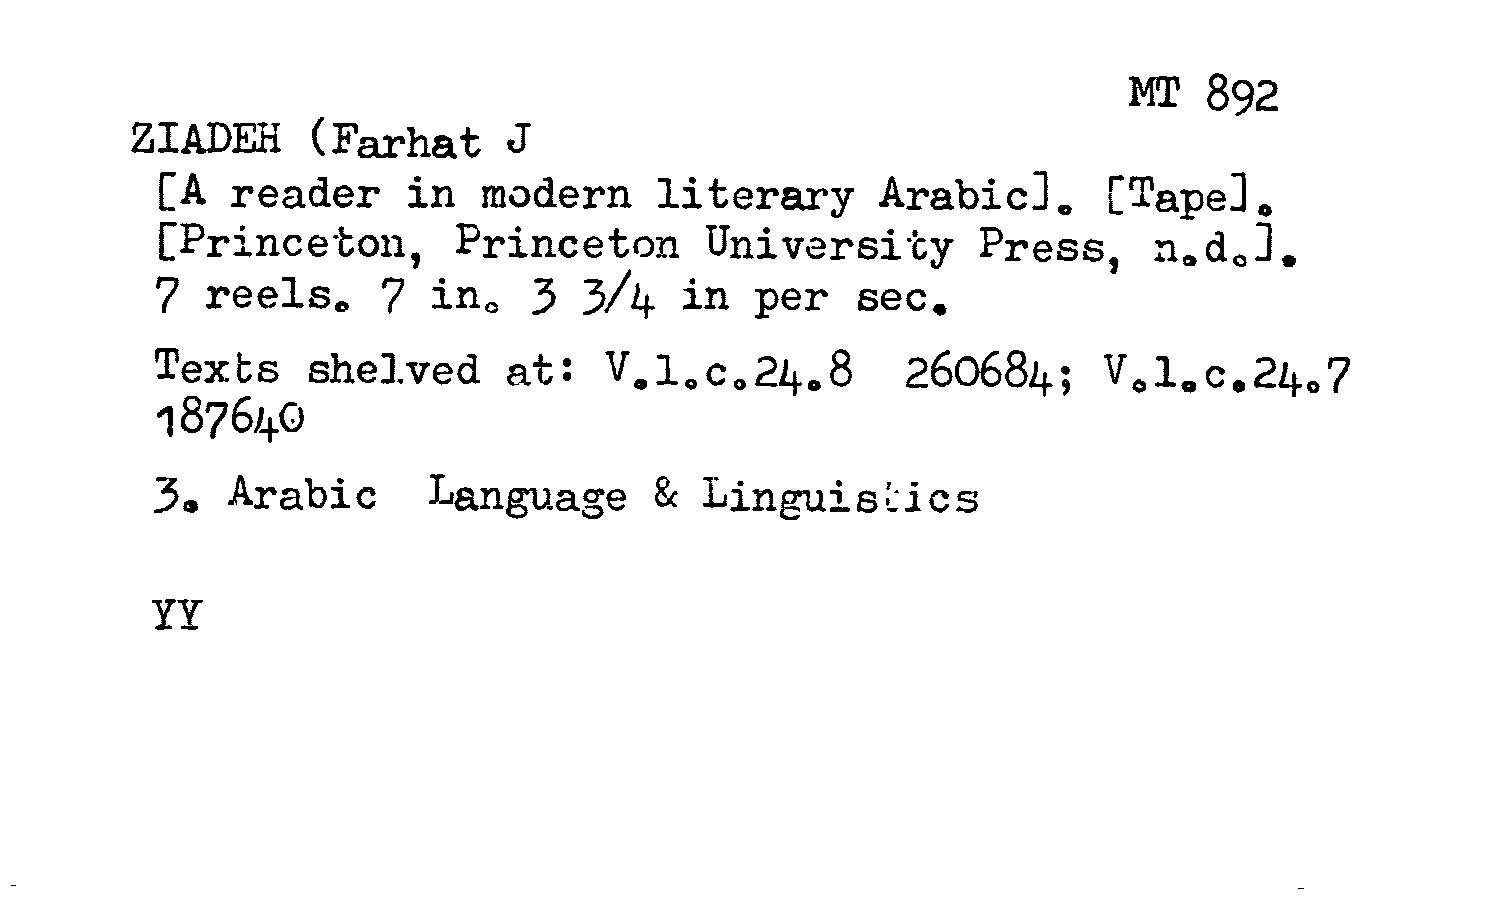 MT 892
ZIADEH (Farhat J
[A reader in modern literary Arabic]. [Tape].
[Princeton, Princeton University Press, n.d.].
7 reels. 7 in. 3 3/4 in per sec.
Texts shelved at: V.l.c.24.8 260684; V.l.c.24.7
187640
3. Arabic Language & Linguistics
YY